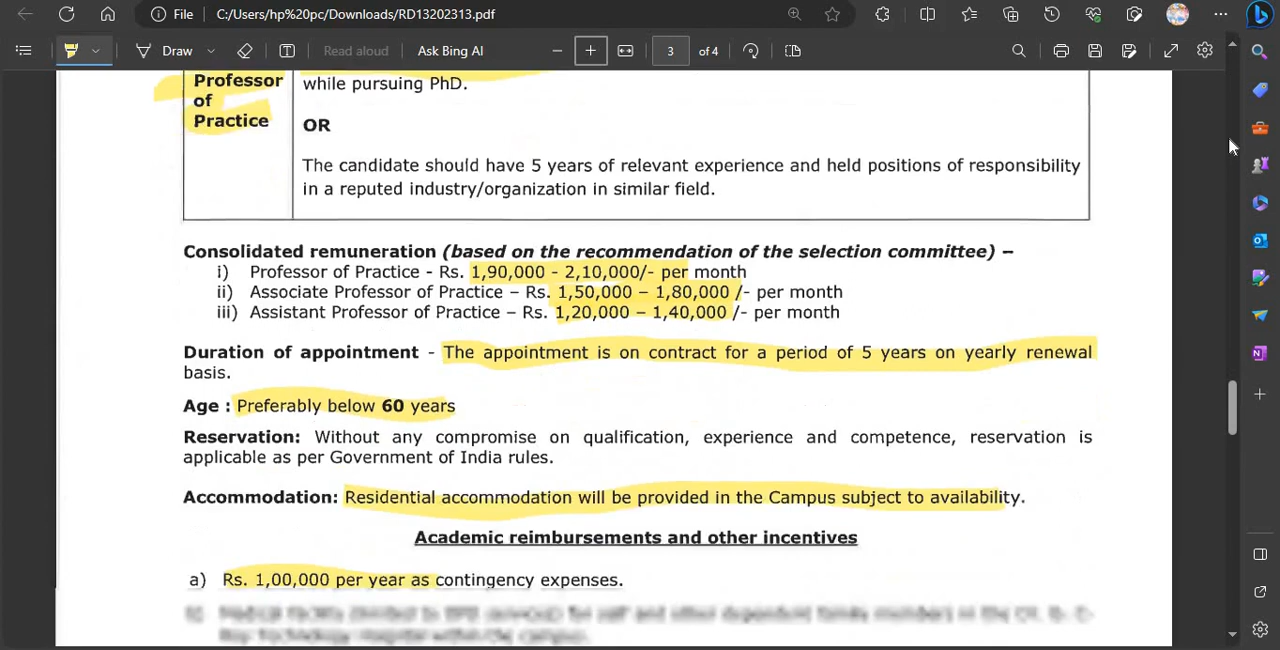 File
C:/Users/hp%20pc/Downloads/RD13202313.pdf
Draw
Read aloud
Ask Bing AI
3
of 4
Professor
of
Practice
while pursuing PhD.
OR
The candidate should have 5 years of relevant experience and held positions of responsibility
in a reputed industry/organization in similar field.
Consolidated remuneration (based on the recommendation of the selection committee) –
i) Professor of Practice - Rs. 1,90,000 - 2,10,000/- per month
ii) Associate Professor of Practice – Rs. 1,50,000 – 1,80,000 /- per month
iii) Assistant Professor of Practice – Rs. 1,20,000 – 1,40,000 /- per month
Duration of appointment - The appointment is on contract for a period of 5 years on yearly renewal
basis.
Age : Preferably below 60 years
Reservation: Without any compromise on qualification, experience and competence, reservation is
applicable as per Government of India rules.
Accommodation: Residential accommodation will be provided in the Campus subject to availability.
Academic reimbursements and other incentives
a) Rs. 1,00,000 per year as contingency expenses.